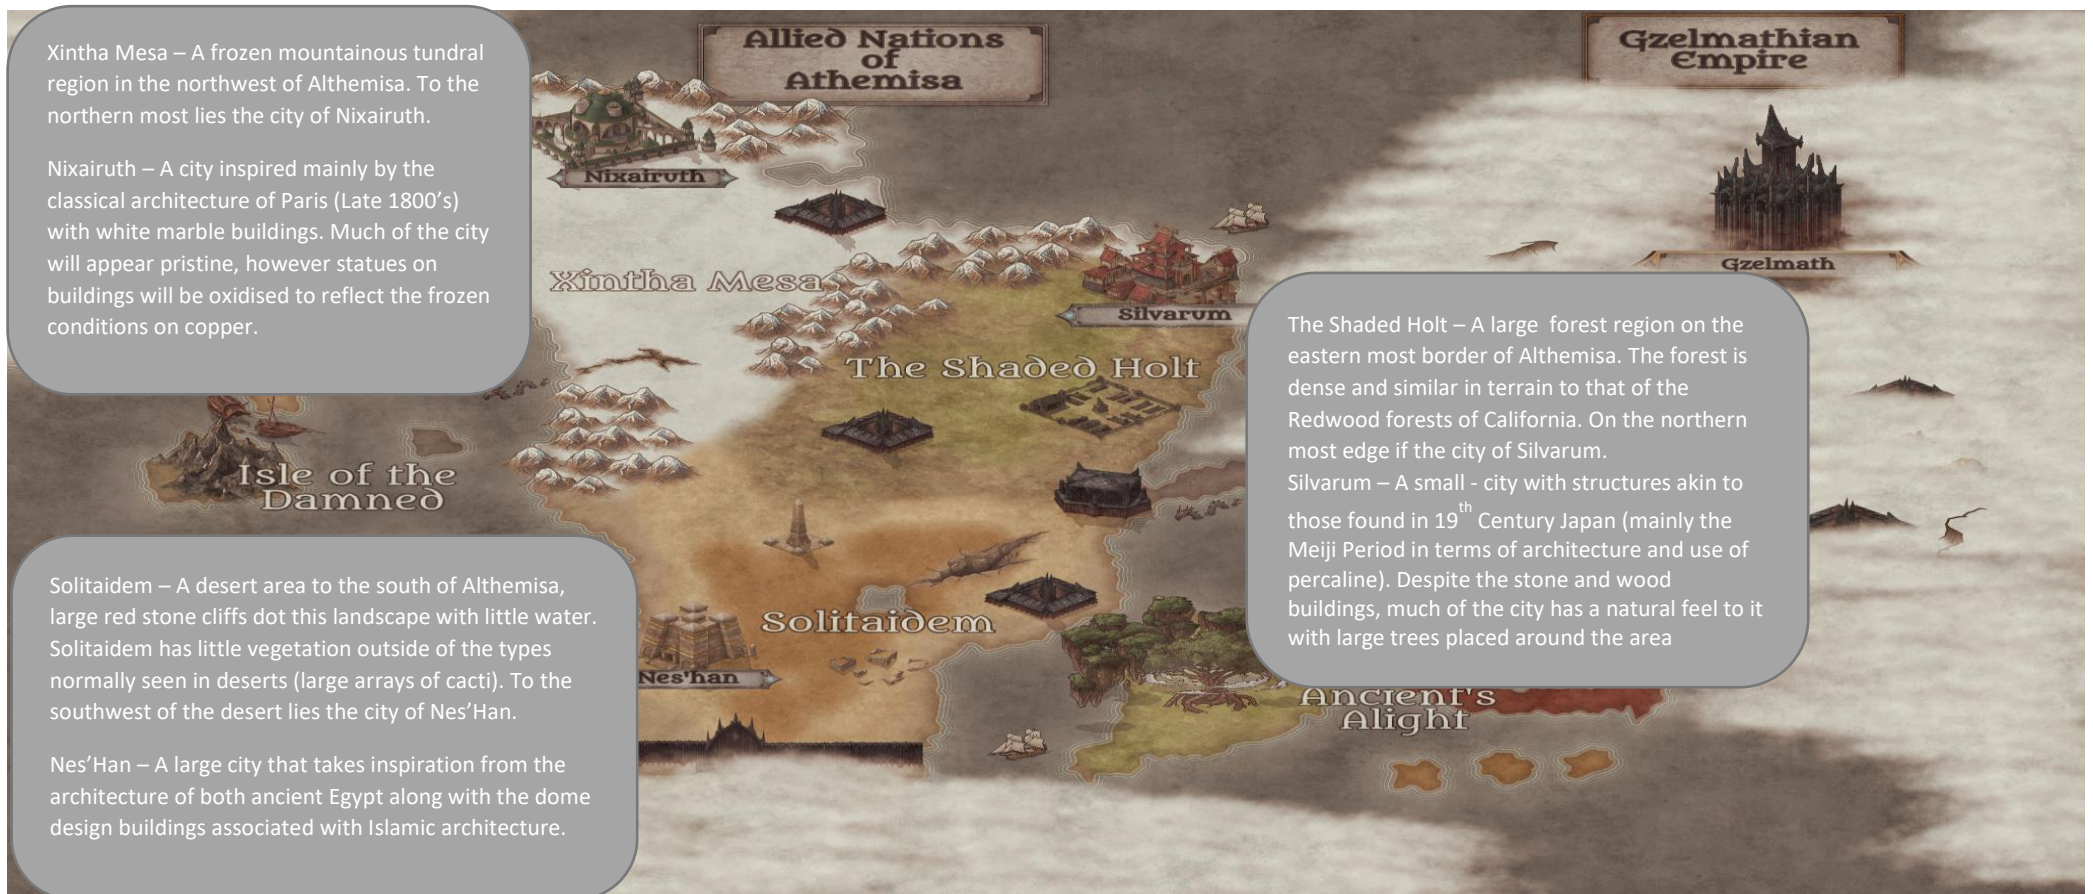 Xintha Mesa – A frozen mountainous tundral
region in the northwest of Althemisa. To the
northern most lies the city of Nixairuth.
Nixairuth – A city inspired mainly by the
classical architecture of Paris (Late 1800’s)
with white marble buildings. Much of the city
will appear pristine, however statues on
buildings will be oxidised to reflect the frozen
conditions on copper.
Allied Nations
of
Athemisa
Gzelmathian
Empire
Nixairuth
Gzelmath
Xintha Mesa
Silvarum
The Shaded Holt
The Shaded Holt – A large forest region on the
eastern most border of Althemisa. The forest is
dense and similar in terrain to that of the
Redwood forests of California. On the northern
most edge if the city of Silvarum.
Silvarum – A small - city with structures akin to
those found in 19th Century Japan (mainly the
Meiji Period in terms of architecture and use of
percaline). Despite the stone and wood
buildings, much of the city has a natural feel to it
with large trees placed around the area
Isle of the
Damned
Solitaidem – A desert area to the south of Althemisa,
large red stone cliffs dot this landscape with little water.
Solitaidem has little vegetation outside of the types
normally seen in deserts (large arrays of cacti). To the
southwest of the desert lies the city of Nes’Han.
Nes’Han – A large city that takes inspiration from the
architecture of both ancient Egypt along with the dome
design buildings associated with Islamic architecture.
Solitaidem
Nes'han
Ancient's
Alight